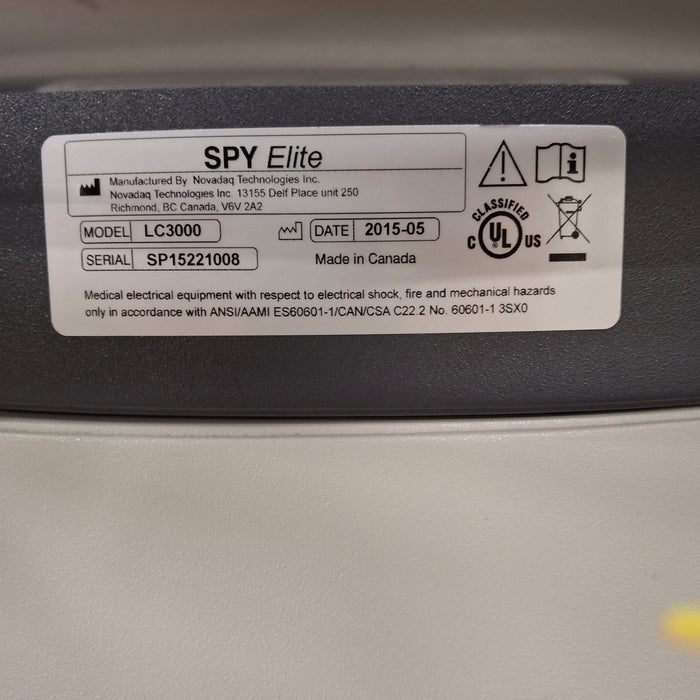 SPY Elite
Manufactured By Novadaq Technologies Inc.
Novadaq Technologies Inc. 13155 Delf Place unit 250
Richmond, BC Canada, V6V 2A2
MODEL LC3000
DATE 2015-05
SERIAL SP15221008
Made in Canada
CLASSIFIED
C UL US
®
Medical electrical equipment with respect to electrical shock, fire and mechanical hazards
only in accordance with ANSI/AAMI ES60601-1/CAN/CSA C22.2 No. 60601-1 3SX0